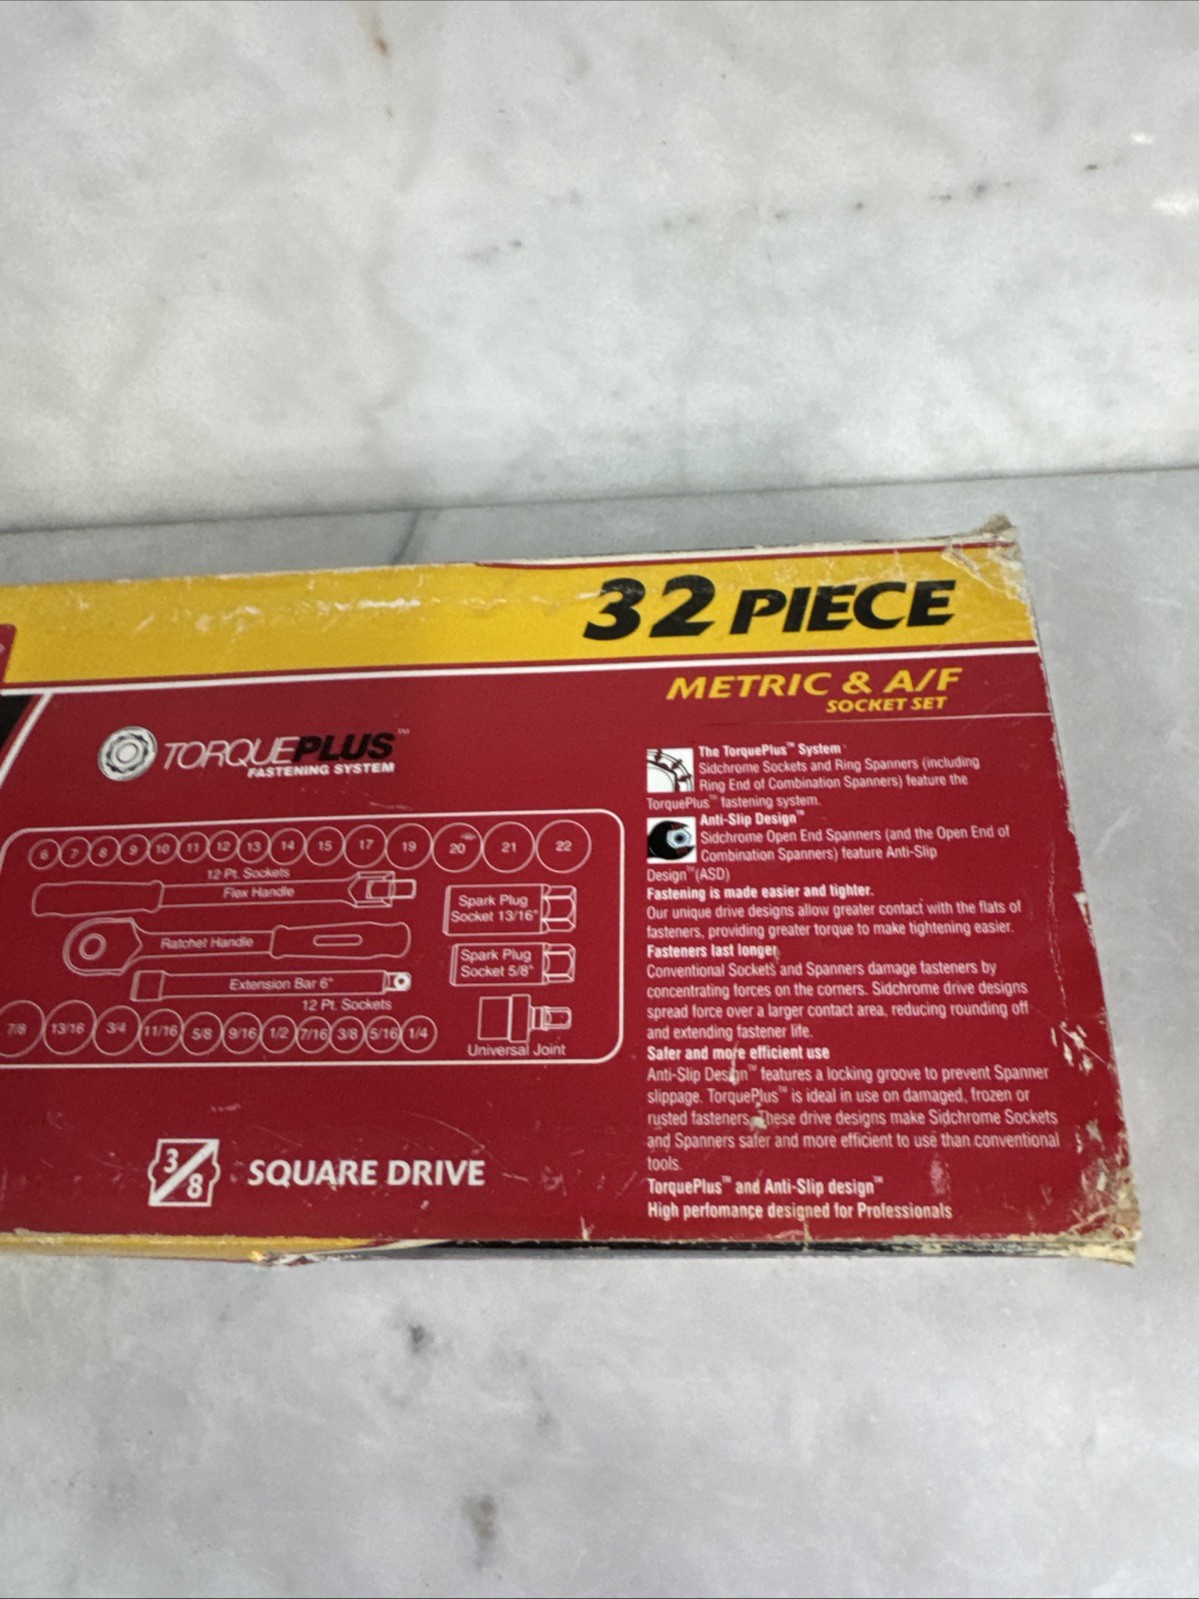 32 PIECE
METRIC & A/F
SOCKET SET
TORQUEPLUS™
FASTENING SYSTEM
6 7 8 9 10 11 12 13 14 15 17 19 20 21 22
12 Pt. Sockets
Flex Handle
Ratchet Handle
Extension Bar 6"
12 Pt. Sockets
7/8 13/16 3/4 11/16 5/8 9/16 1/2 7/16 3/8 5/16 1/4
Spark Plug
Socket 13/16"
Spark Plug
Socket 5/8"
Universal Joint
3/8 SQUARE DRIVE
The TorquePlus™ System
Sidchrome Sockets and Ring Spanners (including
Ring End of Combination Spanners) feature the
TorquePlus™ fastening system.
Anti-Slip Design™
Sidchrome Open End Spanners (and the Open End of
Combination Spanners) feature Anti-Slip
Design™(ASD)
Fastening is made easier and tighter.
Our unique drive designs allow greater contact with the flats of
fasteners, providing greater torque to make tightening easier.
Fasteners last longer
Conventional Sockets and Spanners damage fasteners by
concentrating forces on the corners. Sidchrome drive designs
spread force over a larger contact area, reducing rounding off
and extending fastener life.
Safer and more efficient use
Anti-Slip Design™ features a locking groove to prevent Spanner
slippage. TorquePlus™ is ideal in use on damaged, frozen or
rusted fasteners. These drive designs make Sidchrome Sockets
and Spanners safer and more efficient to use than conventional
tools.
TorquePlus™ and Anti-Slip design™
High perfomance designed for Professionals